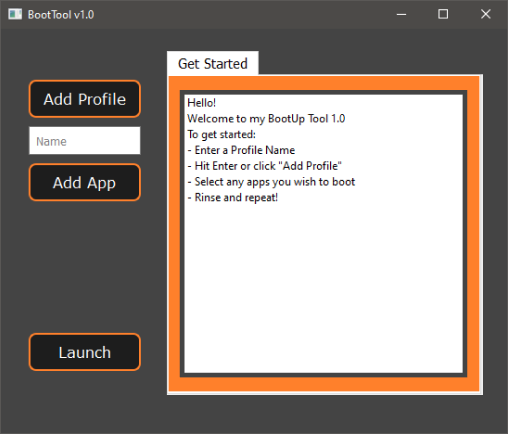 BootTool v1.0
Get Started
Add Profile
Name
Add App
Launch
Hello!
Welcome to my BootUp Tool 1.0
To get started:
- Enter a Profile Name
- Hit Enter or click "Add Profile"
- Select any apps you wish to boot
- Rinse and repeat!